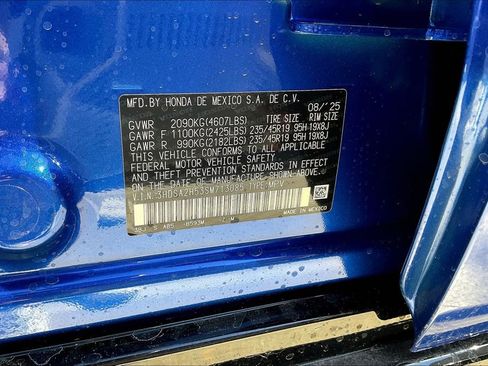 MFD.BY HONDA DE MEXICO S.A. DE C.V. 08/'25
GVWR 2090KG(4607LBS) TIRE SIZE RIM SIZE
GAWR F 1100KG(2425LBS) 235/45R19 95H 19X8J
GAWR R 990KG(2182LBS) 235/45R19 95H 19X8J
THIS VEHICLE CONFORMS TO ALL APPLICABLE
FEDERAL MOTOR VEHICLE SAFETY
AND THEFT PREVENTION STANDARDS IN EFFECT ON
THE DATE OF MANUFACTURE SHOWN ABOVE.
V.I.N.: TYPE:MPV
MADE IN MEXICO